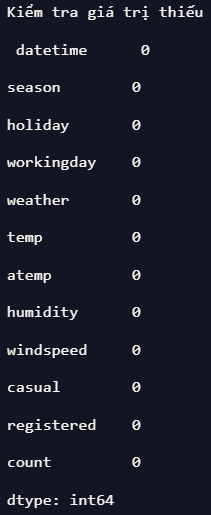 Kiểm tra giá trị thiếu
datetime 0
season 0
holiday 0
workingday 0
weather 0
temp 0
atemp 0
humidity 0
windspeed 0
casual 0
registered 0
count 0
dtype: int64